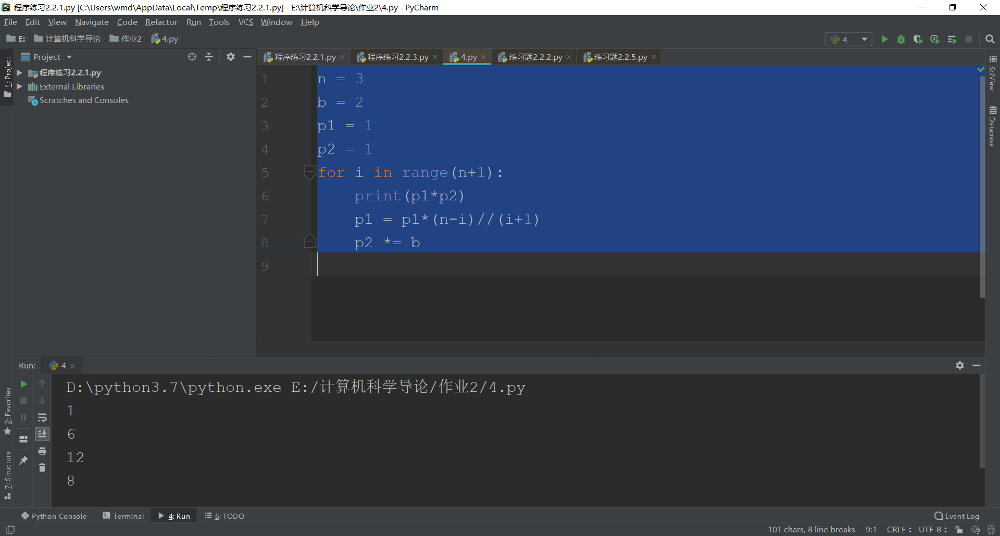 程序练习2.2.1.py [C:\Users\wmd\AppData\Local\Temp\程序练习2.2.1.py] - E:\计算机科学导论\作业2\4.py - PyCharm
File Edit View Navigate Code Refactor Run Tools VCS Window Help
E: 计算机科学导论 作业2 4.py
4
Project
程序练习2.2.1.py
External Libraries
Scratches and Consoles
程序练习2.2.1.py 程序练习2.2.3.py 4.py 练习题2.2.2.py 练习题2.2.5.py
1 n = 3
2 b = 2
3 p1 = 1
4 p2 = 1
5 for i in range(n+1):
6 print(p1*p2)
7 p1 = p1*(n-i)//(i+1)
8 p2 *= b
9
1: Project
2: Favorites
7: Structure
SciView
Database
Run: 4
D:\python3.7\python.exe E:/计算机科学导论/作业2/4.py
1
6
12
8
Python Console Terminal 4: Run 6: TODO Event Log
101 chars, 8 line breaks 9:1 CRLF UTF-8